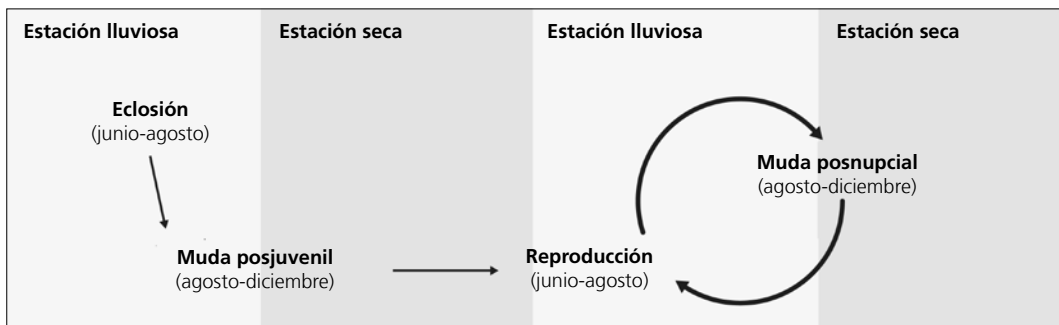 Estación lluviosa
Estación seca
Estación lluviosa
Estación seca
Eclosión
(junio-agosto)
Muda posnupcial
(agosto-diciembre)
Muda posjuvenil
(agosto-diciembre)
Reproducción
(junio-agosto)